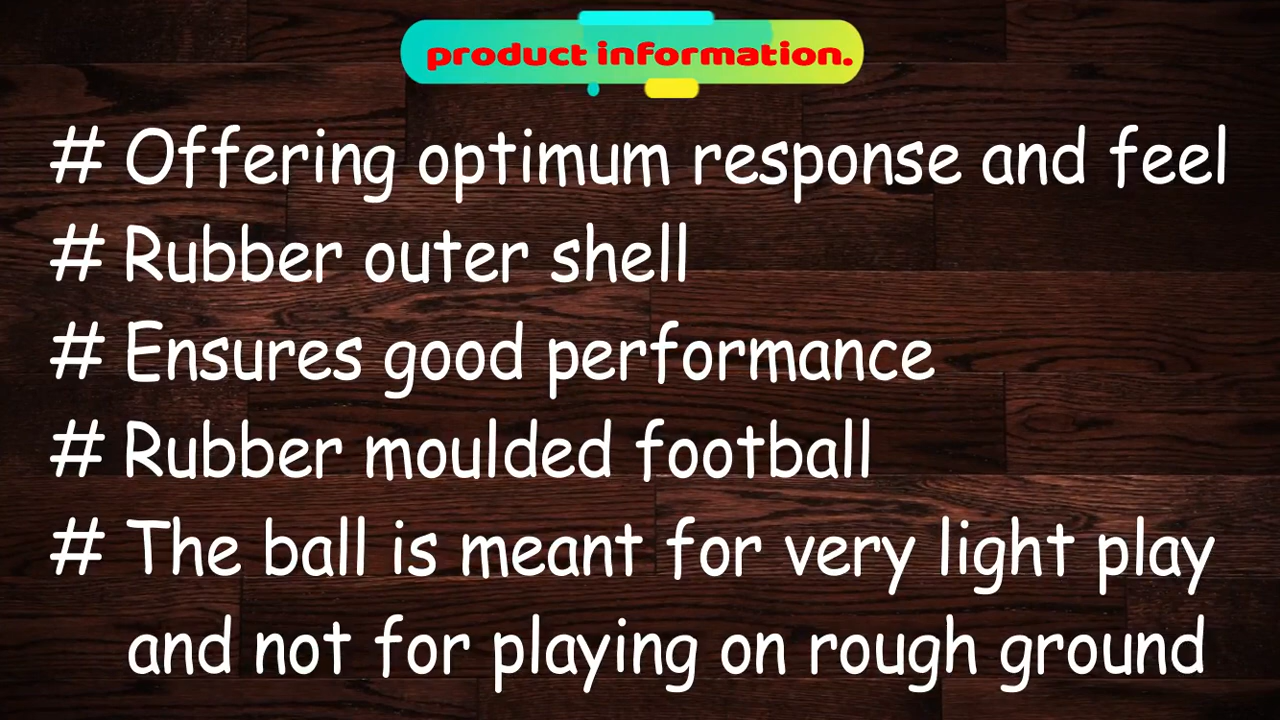 product information.
# Offering optimum response and feel
# Rubber outer shell
# Ensures good performance
# Rubber moulded football
# The ball is meant for very light play
and not for playing on rough ground